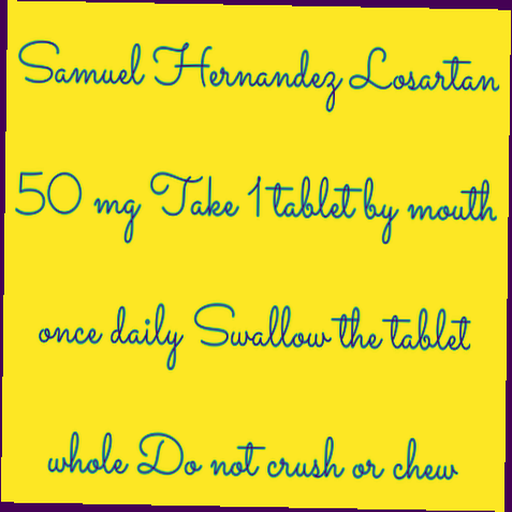 Samuel Hernandez Losartan
50 mg Take 1 tablet by mouth
once daily Swallow the tablet
whole Do not crush or chew